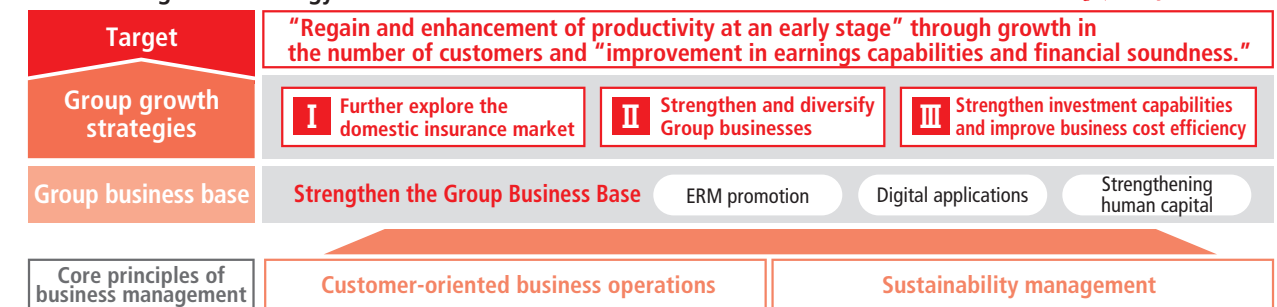 Target
“Regain and enhancement of productivity at an early stage” through growth in
the number of customers and “improvement in earnings capabilities and financial soundness.”
Group growth
strategies
I
Further explore the
domestic insurance market
II
Strengthen and diversify
Group businesses
III
Strengthen investment capabilities
and improve business cost efficiency
Group business base
Strengthen the Group Business Base
ERM promotion
Digital applications
Strengthening
human capital
Core principles of
business management
Customer-oriented business operations
Sustainability management